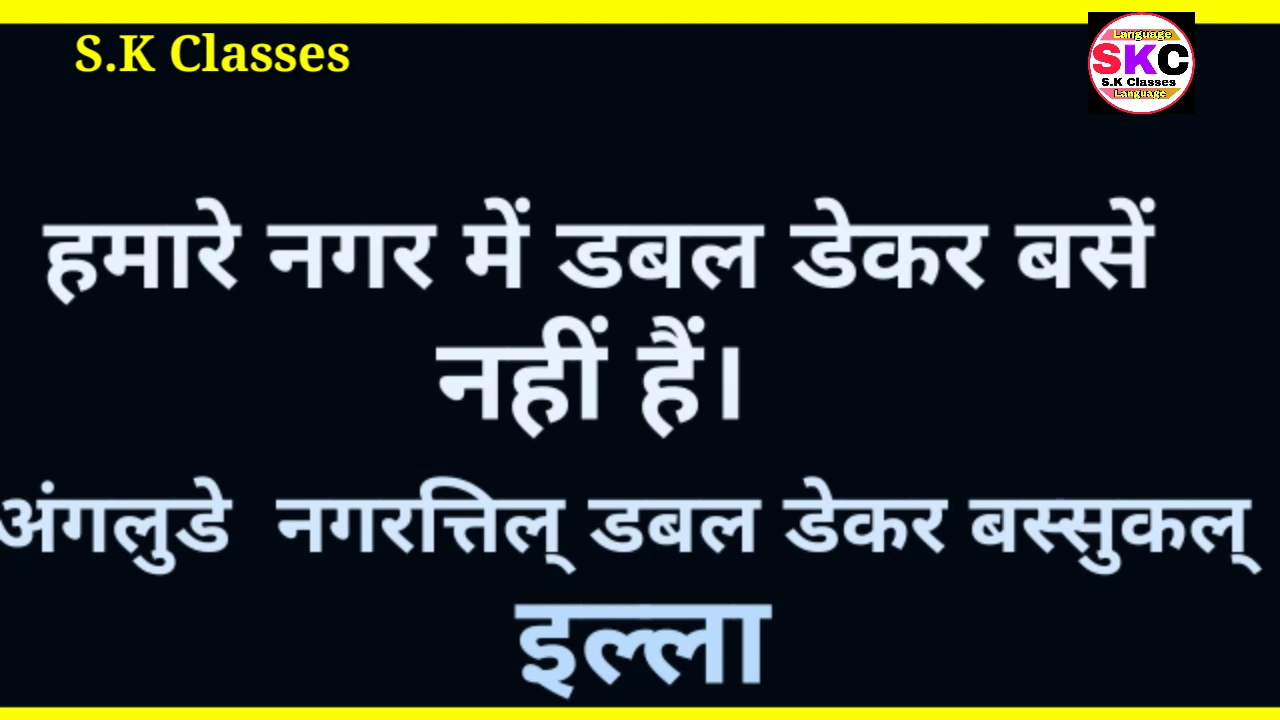 S.K Classes
Language
SKC
S.K Classes
Language
हमारे नगर में डबल डेकर बसें
नहीं हैं।
अंगलुडे नगरत्तिल् डबल डेकर बस्सुकल्
इल्ला